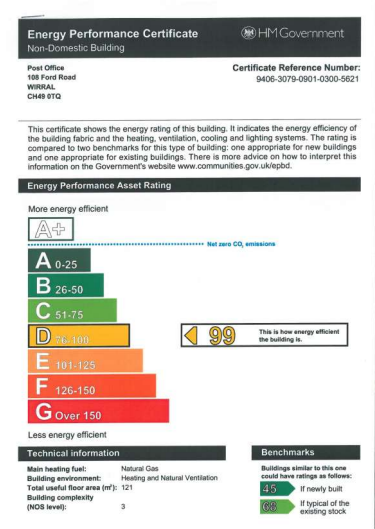 Energy Performance Certificate
HM Government
Non-Domestic Building
Post Office
108 Ford Road
WIRRAL
CH49 0TQ
Certificate Reference Number:
9406-3079-0901-0300-5621
This certificate shows the energy rating of this building. It indicates the energy efficiency of
the building fabric and the heating, ventilation, cooling and lighting systems. The rating is
compared to two benchmarks for this type of building: one appropriate for new buildings
and one appropriate for existing buildings. There is more advice on how to interpret this
information on the Government's website www.communities.gov.uk/epbd.
Energy Performance Asset Rating
More energy efficient
A+
Net zero CO₂ emissions
A 0-25
B 26-50
C 51-75
D 76-100
99
This is how energy efficient
the building is.
E 101-125
F 126-150
G Over 150
Less energy efficient
Technical information
Main heating fuel: Natural Gas
Building environment: Heating and Natural Ventilation
Total useful floor area (m²): 121
Building complexity
(NOS level): 3
Benchmarks
Buildings similar to this one
could have ratings as follows:
45 If newly built
68 If typical of the
existing stock